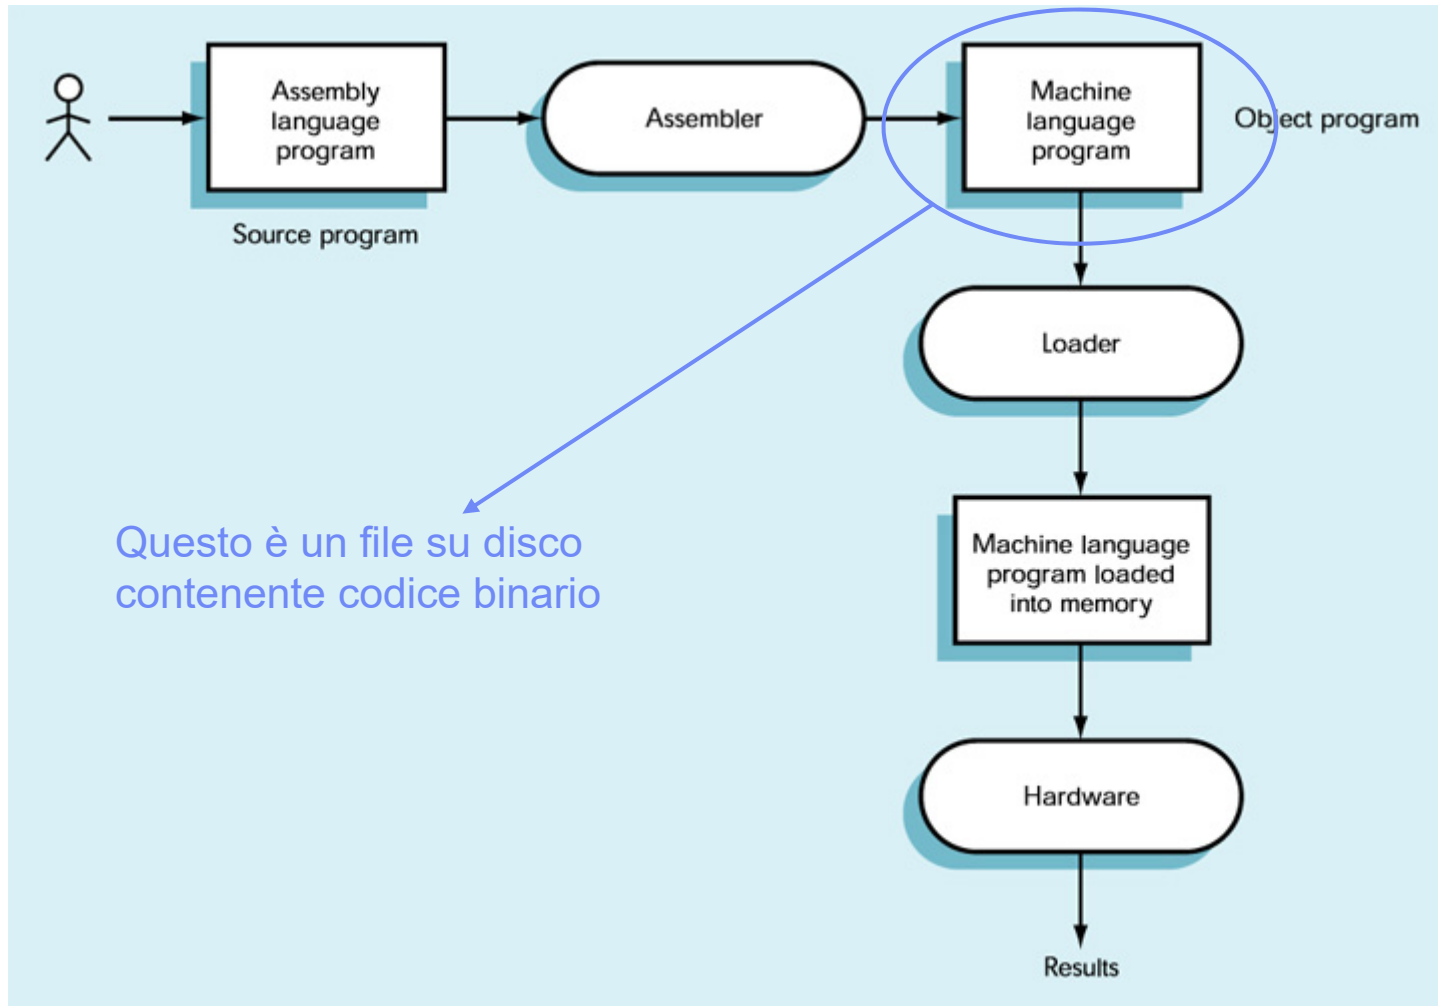 Assembly
language
program
Source program
Assembler
Machine
language
program
Object program
Loader
Machine language
program loaded
into memory
Hardware
Results
Questo è un file su disco
contenente codice binario